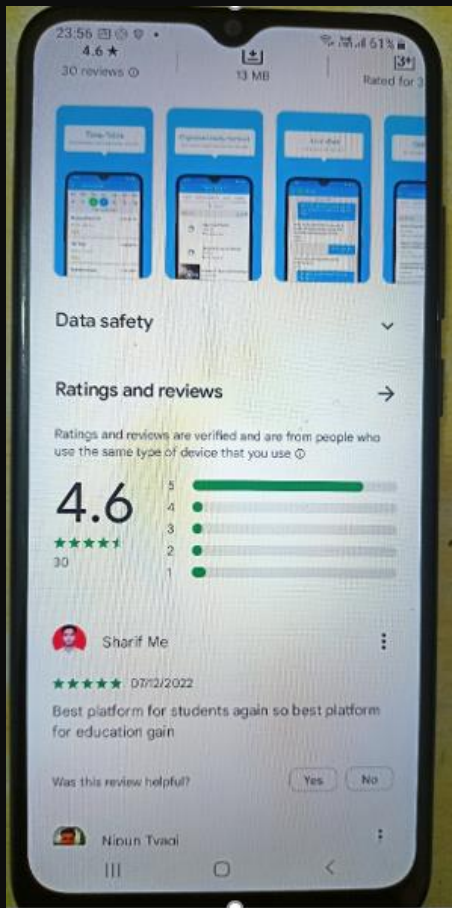 23:56
61%
4.6 ★
30 reviews
13 MB
3+
Rated for 3
Data safety
Ratings and reviews
Ratings and reviews are verified and are from people who
use the same type of device that you use
4.6
5
4
3
2
1
30
Sharif Me
07/12/2022
Best platform for students again so best platform
for education gain
Was this review helpful?
Yes
No
Nipun Tyagi